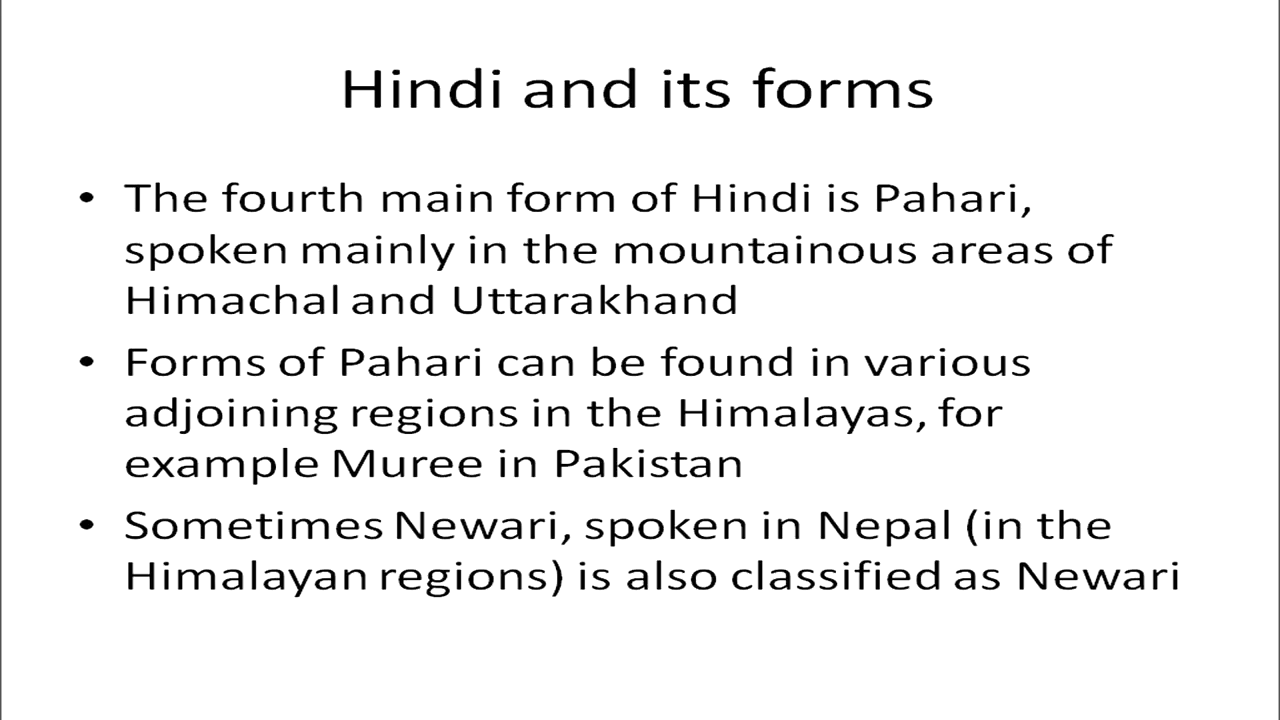 Hindi and its forms
• The fourth main form of Hindi is Pahari,
spoken mainly in the mountainous areas of
Himachal and Uttarakhand
• Forms of Pahari can be found in various
adjoining regions in the Himalayas, for
example Muree in Pakistan
• Sometimes Newari, spoken in Nepal (in the
Himalayan regions) is also classified as Newari